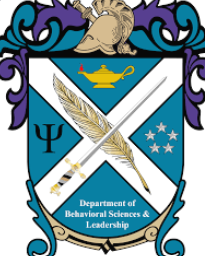 Ψ
Department of
Behavioral Sciences &
Leadership